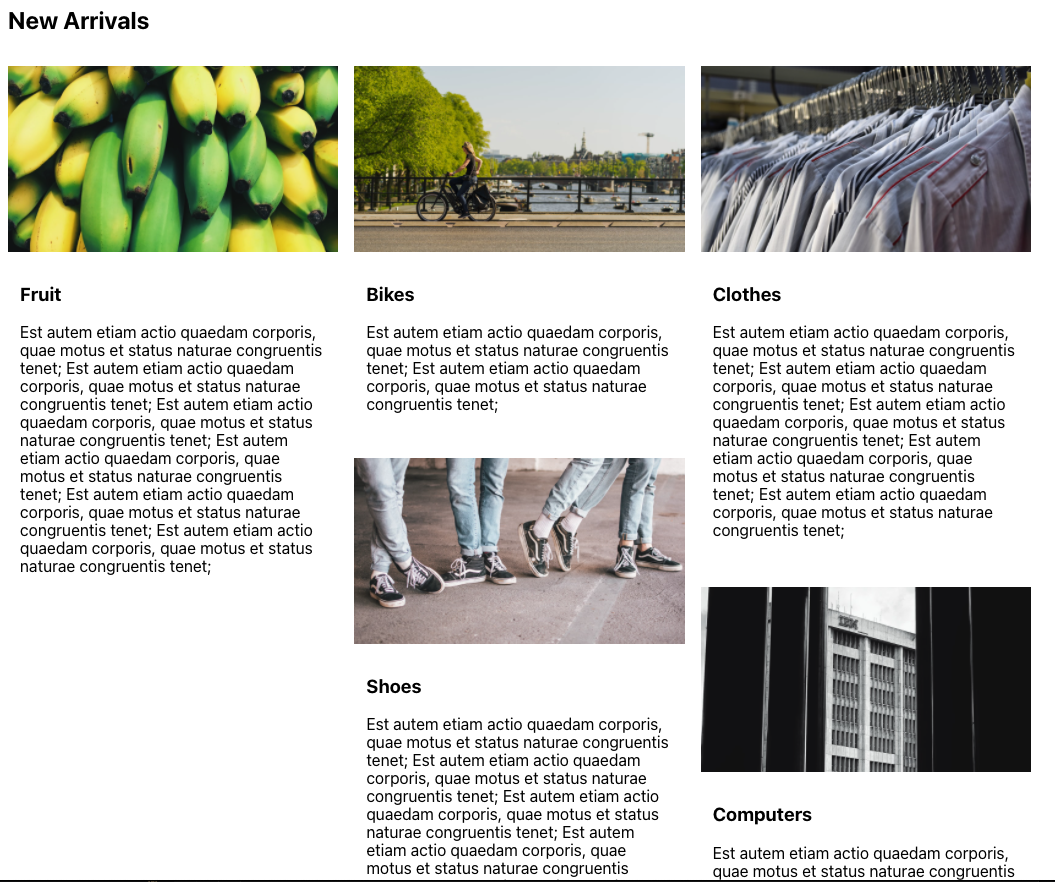 New Arrivals
Fruit
Est autem etiam actio quaedam corporis,
quae motus et status naturae congruentis
tenet; Est autem etiam actio quaedam
corporis, quae motus et status naturae
congruentis tenet; Est autem etiam actio
quaedam corporis, quae motus et status
naturae congruentis tenet; Est autem
etiam actio quaedam corporis, quae
motus et status naturae congruentis
tenet; Est autem etiam actio quaedam
corporis, quae motus et status naturae
congruentis tenet; Est autem etiam actio
quaedam corporis, quae motus et status
naturae congruentis tenet;
Bikes
Est autem etiam actio quaedam corporis,
quae motus et status naturae congruentis
tenet; Est autem etiam actio quaedam
corporis, quae motus et status naturae
congruentis tenet;
Shoes
Est autem etiam actio quaedam corporis,
quae motus et status naturae congruentis
tenet; Est autem etiam actio quaedam
corporis, quae motus et status naturae
congruentis tenet; Est autem etiam actio
quaedam corporis, quae motus et status
naturae congruentis tenet; Est autem
etiam actio quaedam corporis, quae
motus et status naturae congruentis
Clothes
Est autem etiam actio quaedam corporis,
quae motus et status naturae congruentis
tenet; Est autem etiam actio quaedam
corporis, quae motus et status naturae
congruentis tenet; Est autem etiam actio
quaedam corporis, quae motus et status
naturae congruentis tenet; Est autem
etiam actio quaedam corporis, quae
motus et status naturae congruentis
tenet; Est autem etiam actio quaedam
corporis, quae motus et status naturae
congruentis tenet;
IBM
Computers
Est autem etiam actio quaedam corporis,
quae motus et status naturae congruentis